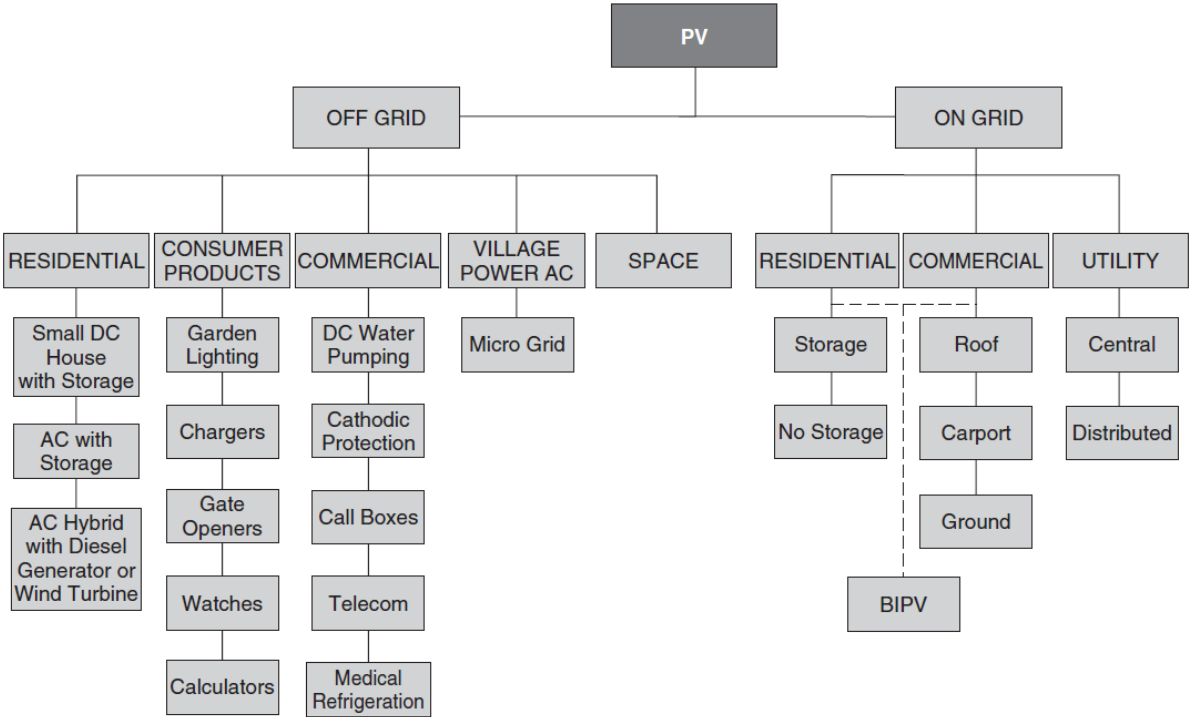 PV
OFF GRID
ON GRID
RESIDENTIAL
CONSUMER
PRODUCTS
COMMERCIAL
VILLAGE
POWER AC
SPACE
RESIDENTIAL
COMMERCIAL
UTILITY
Small DC
House
with Storage
AC with
Storage
AC Hybrid
with Diesel
Generator or
Wind Turbine
Garden
Lighting
Chargers
Gate
Openers
Watches
Calculators
DC Water
Pumping
Cathodic
Protection
Call Boxes
Telecom
Medical
Refrigeration
Micro Grid
Storage
No Storage
Roof
Carport
Ground
BIPV
Central
Distributed